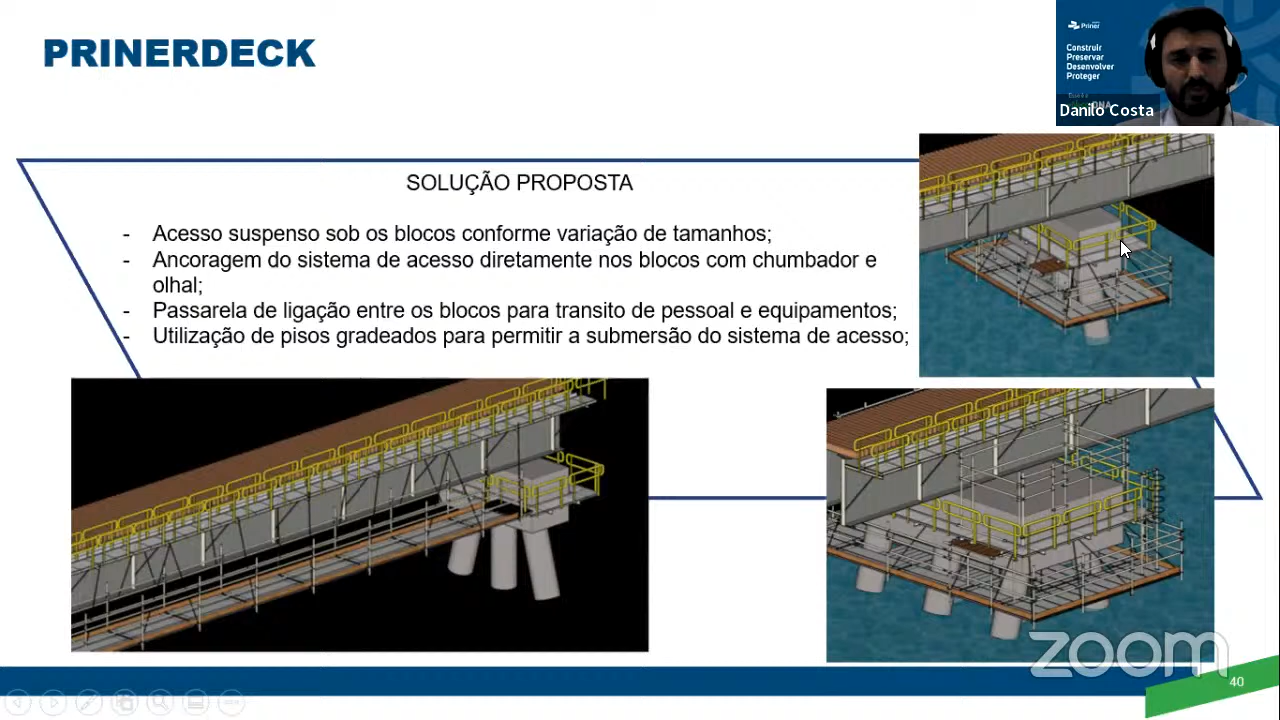 PRINERDECK
Priner
Construir
Preservar
Desenvolver
Proteger
Danilo Costa
SOLUÇÃO PROPOSTA
- Acesso suspenso sob os blocos conforme variação de tamanhos;
- Ancoragem do sistema de acesso diretamente nos blocos com chumbador e
olhal;
- Passarela de ligação entre os blocos para transito de pessoal e equipamentos;
- Utilização de pisos gradeados para permitir a submersão do sistema de acesso;
zoom
40